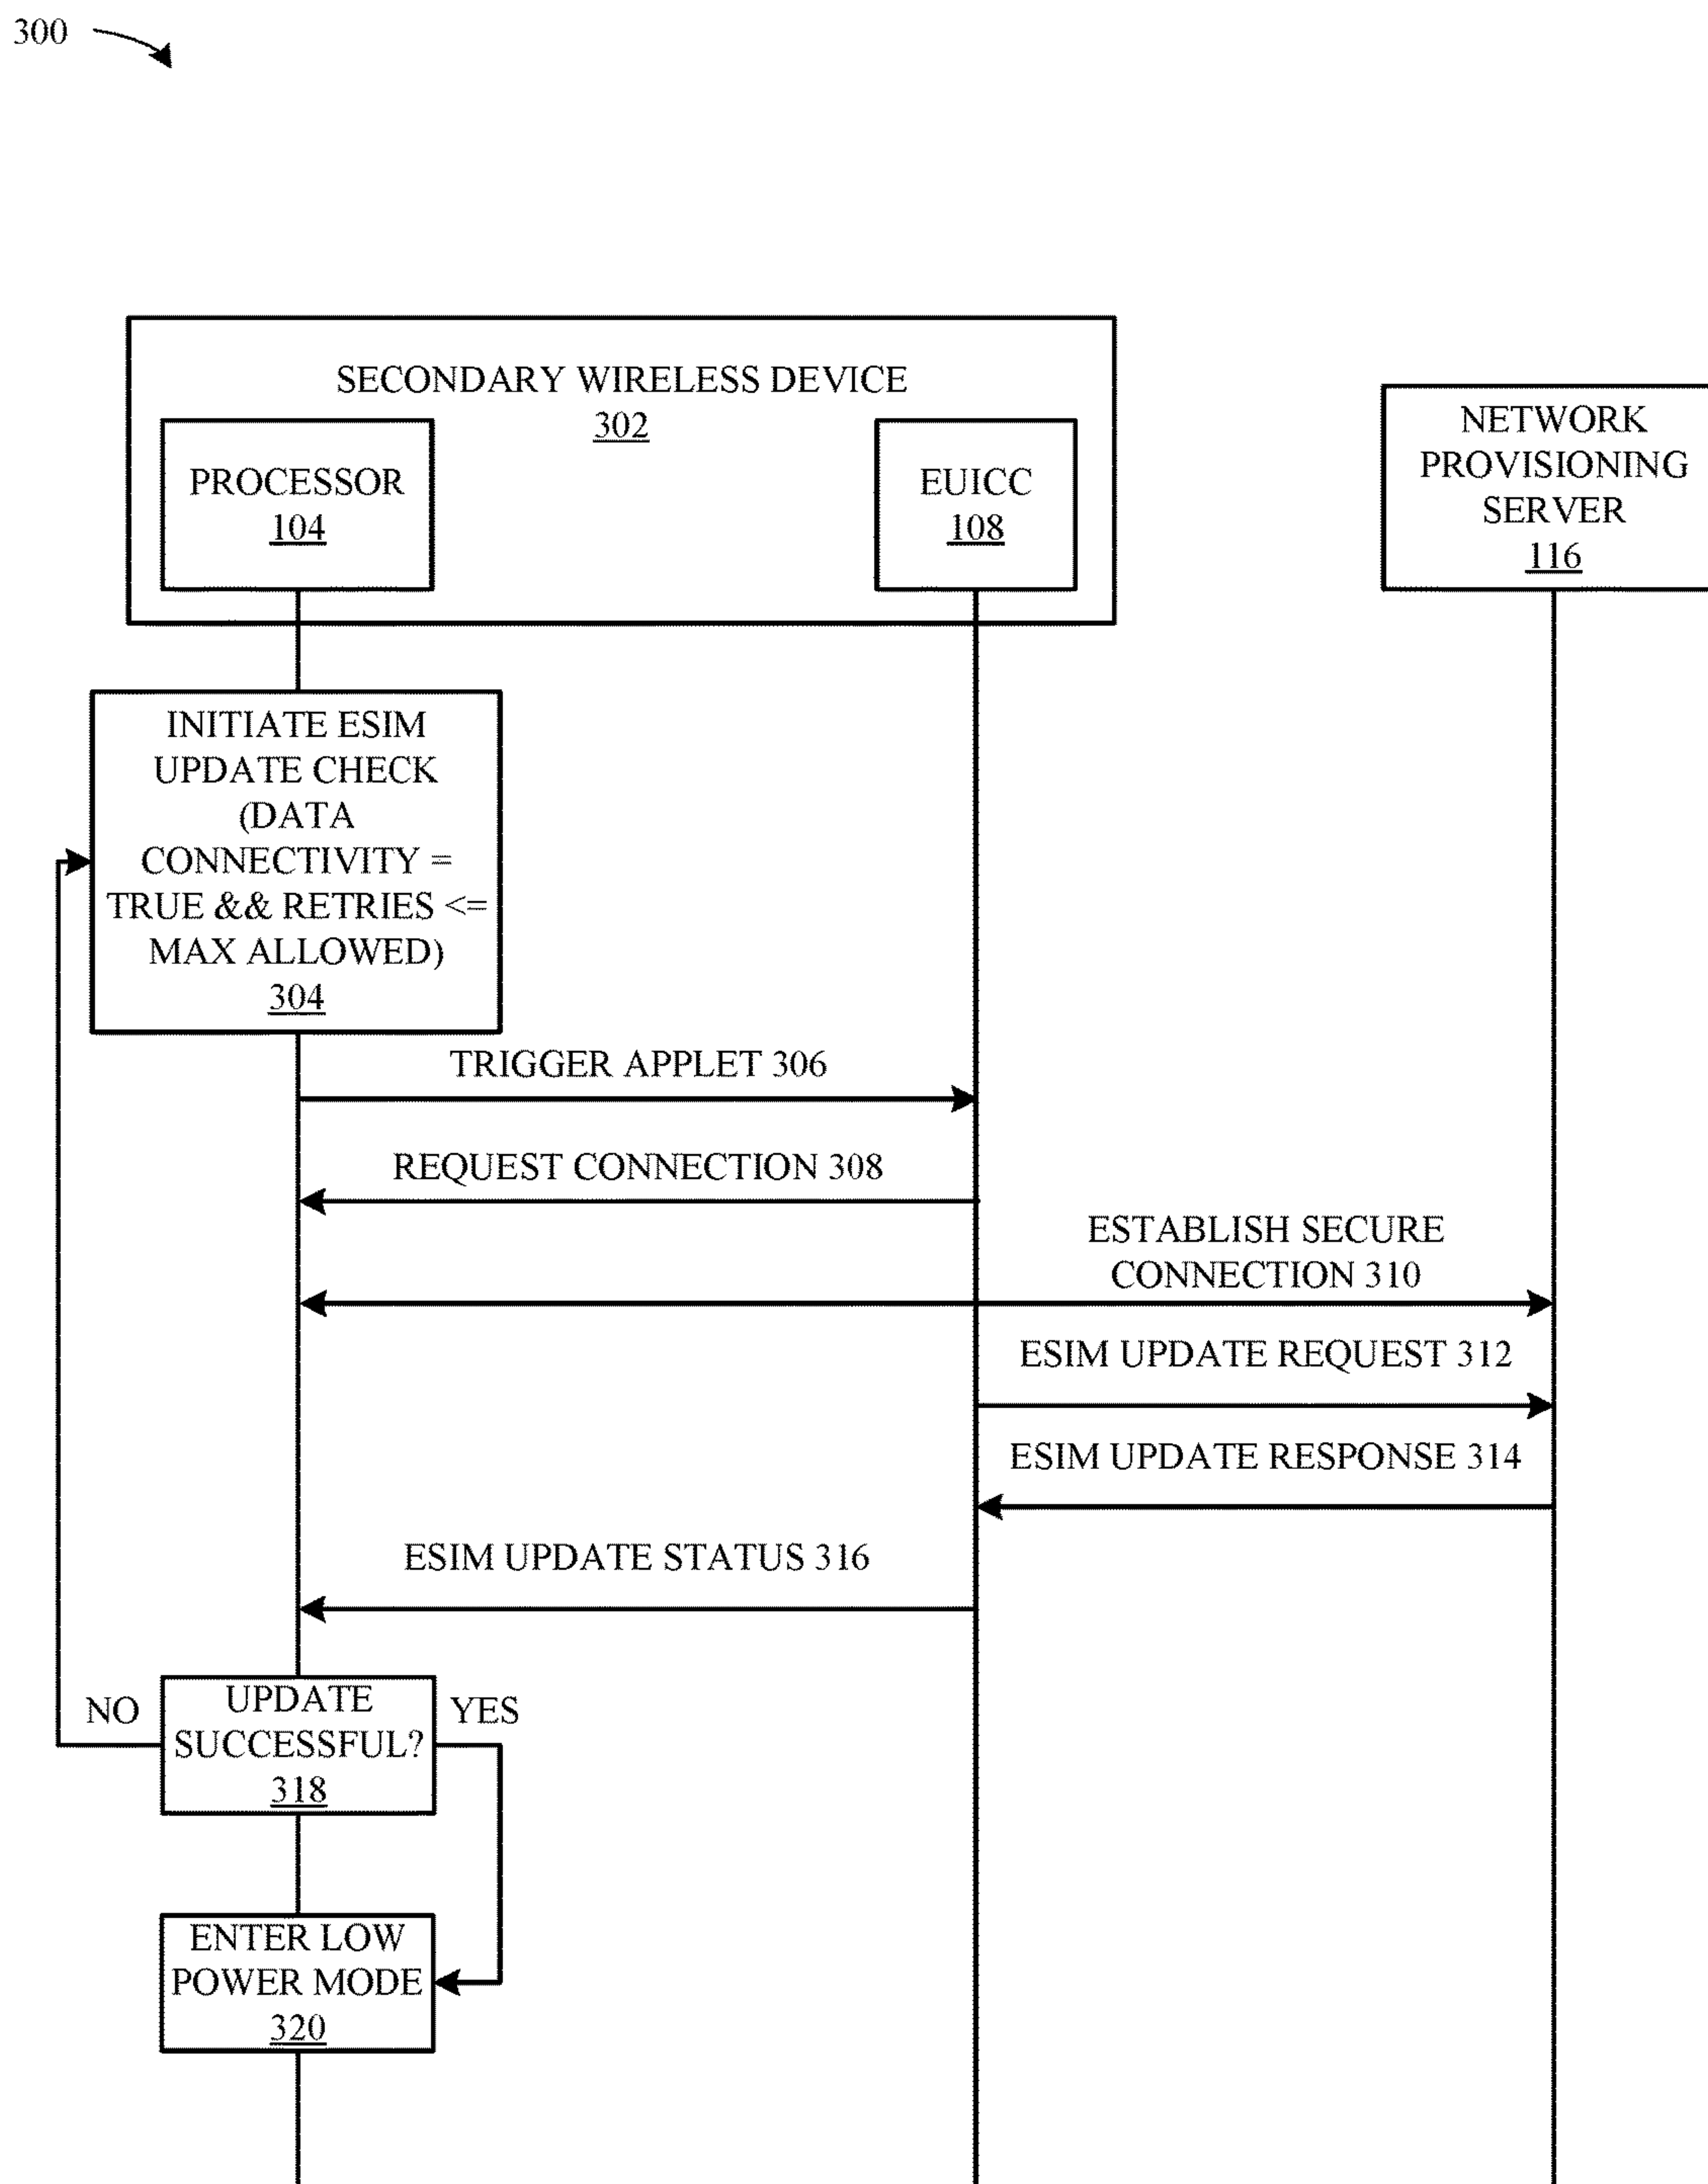 300
SECONDARY WIRELESS DEVICE
302
PROCESSOR
104
EUICC
108
NETWORK
PROVISIONING
SERVER
116
INITIATE ESIM
UPDATE CHECK
(DATA
CONNECTIVITY =
TRUE && RETRIES <=
MAX ALLOWED)
304
TRIGGER APPLET 306
REQUEST CONNECTION 308
ESTABLISH SECURE
CONNECTION 310
ESIM UPDATE REQUEST 312
ESIM UPDATE RESPONSE 314
ESIM UPDATE STATUS 316
NO
UPDATE
SUCCESSFUL?
318
YES
ENTER LOW
POWER MODE
320